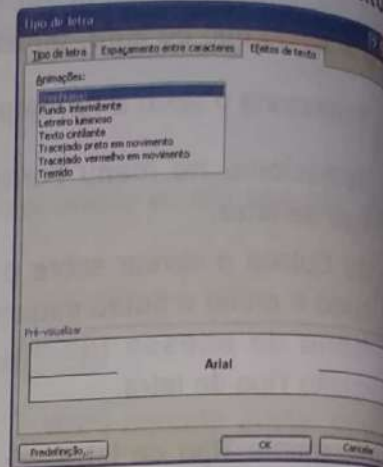 Tipo de letra
Tipo de letra Espaçamento entre caracteres Efeitos de texto
Animações:
(nenhuma)
Fundo intermitente
Letreiro luminoso
Texto cintilante
Tracejado preto em movimento
Tracejado vermelho em movimento
Tremido
Pré-visualizar
Arial
Predefinição... OK Cancelar